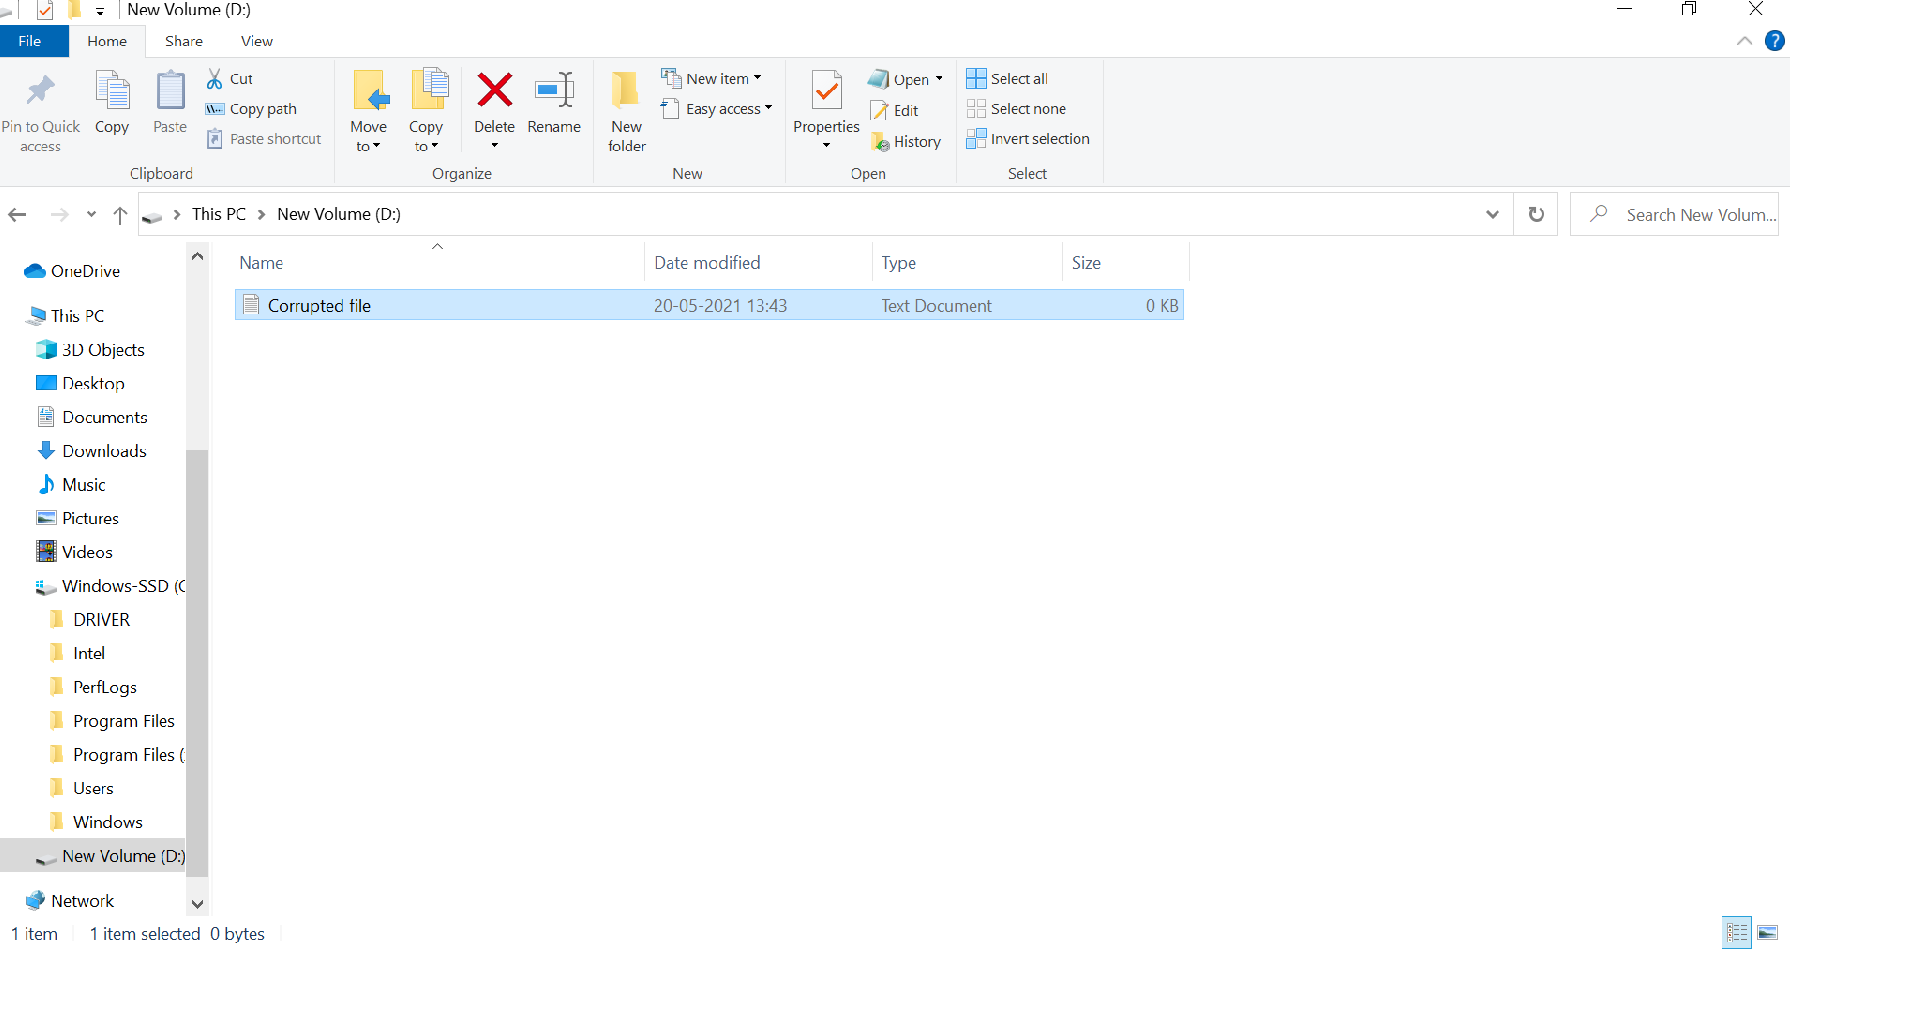 New Volume (D:)
File Home Share View
Pin to Quick access
Copy
Paste
Cut
Copy path
Paste shortcut
Clipboard
Move to
Copy to
Delete
Rename
Organize
New folder
New item
Easy access
New
Properties
Open
Edit
History
Open
Select all
Select none
Invert selection
Select
This PC New Volume (D:)
Search New Volum...
Name Date modified Type Size
Corrupted file 20-05-2021 13:43 Text Document 0 KB
OneDrive
This PC
3D Objects
Desktop
Documents
Downloads
Music
Pictures
Videos
Windows-SSD (C
DRIVER
Intel
PerfLogs
Program Files
Program Files (
Users
Windows
New Volume (D:)
Network
1 item 1 item selected 0 bytes